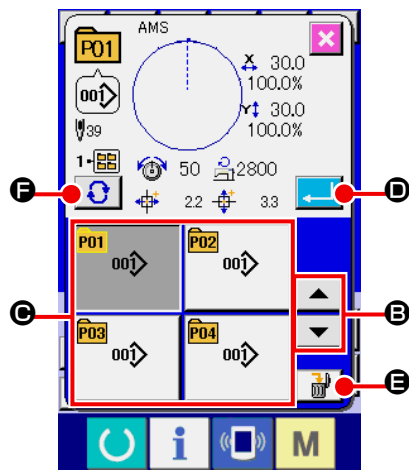 AMS
P01
X 30.0
100.0%
001
Y 30.0
100.0%
39
1-
50 2800
F
D
2.2 3.3
P01 P02
001 001
C
B
P03 P04
001 001
E
i M